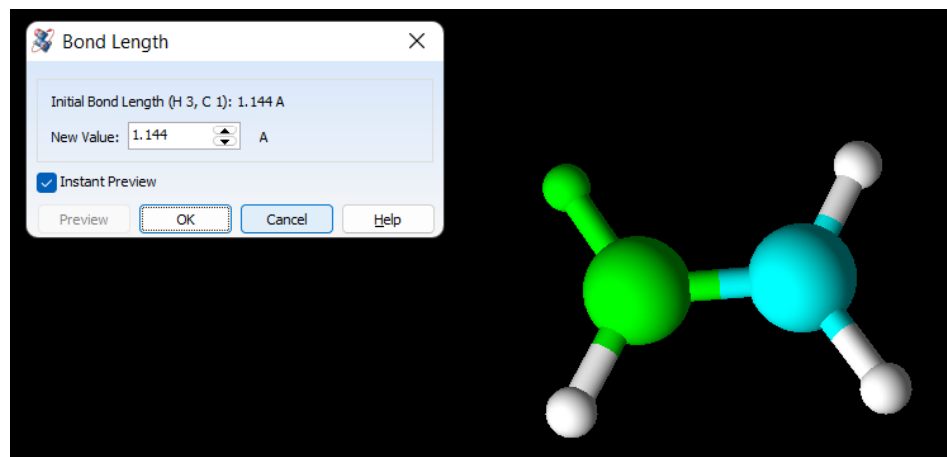 Bond Length
Initial Bond Length (H 3, C 1): 1.144 A
New Value: 1.144 A
Instant Preview
Preview OK Cancel Help